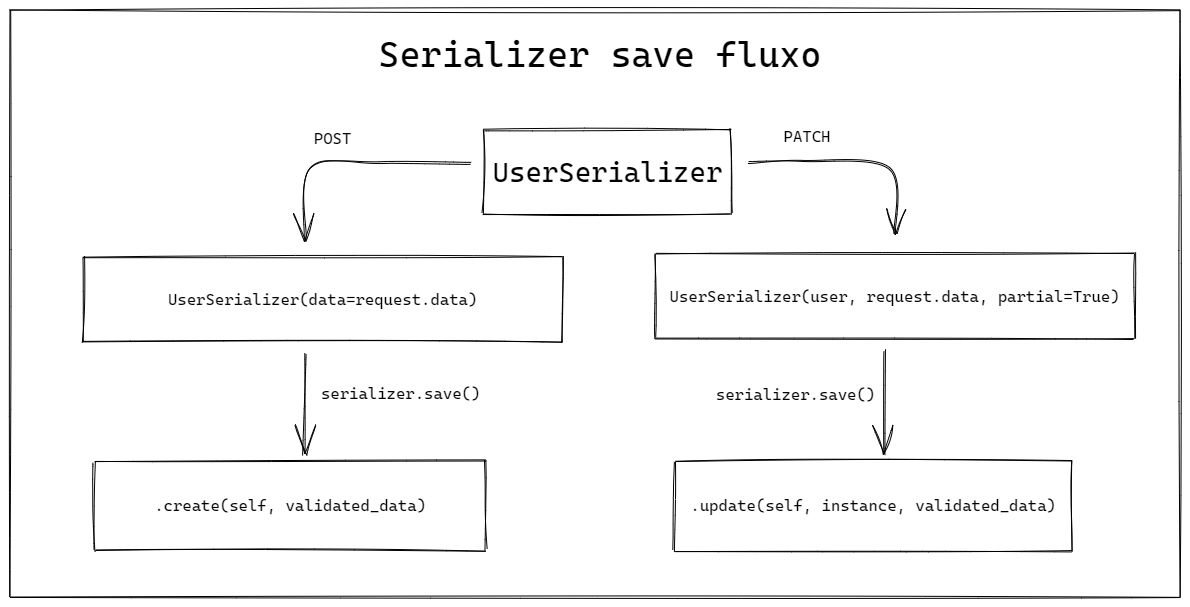 Serializer save fluxo
POST
PATCH
UserSerializer
UserSerializer(data=request.data)
UserSerializer(user, request.data, partial=True)
serializer.save()
serializer.save()
.create(self, validated_data)
.update(self, instance, validated_data)